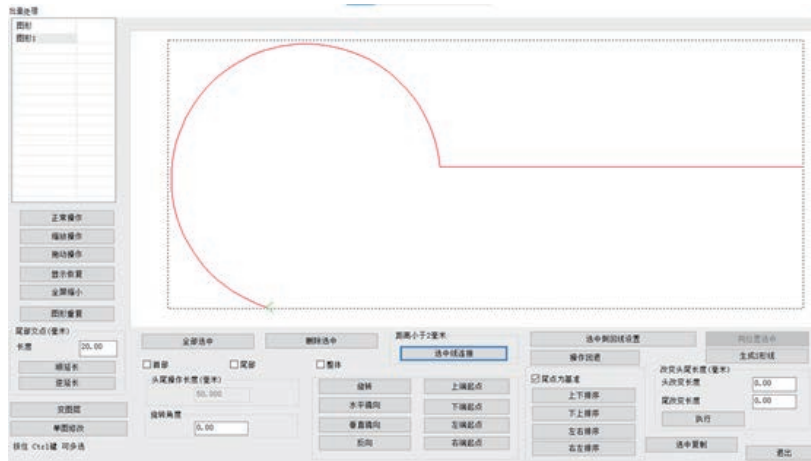 批量处理
图形
图形1
正常操作
缩放操作
拖动操作
显示恢复
全屏缩小
图形重置
尾部交点(毫米)
长度 20.00
顺延长
逆延长
变图层
单图修改
按住 Ctrl键 可多选
全部选中
删除选中
距离小于2毫米
选中线连接
选中倒回线设置
同位置选中
操作回退
生成Z形线
首部
尾部
整体
头尾操作长度(毫米)
50.000
旋转角度
0.00
旋转
上端起点
水平镜向
下端起点
垂直镜向
左端起点
反向
右端起点
尾点为基准
上下排序
下上排序
左右排序
右左排序
改变头尾长度(毫米)
头改变长度 0.00
尾改变长度 0.00
执行
选中复制
退出